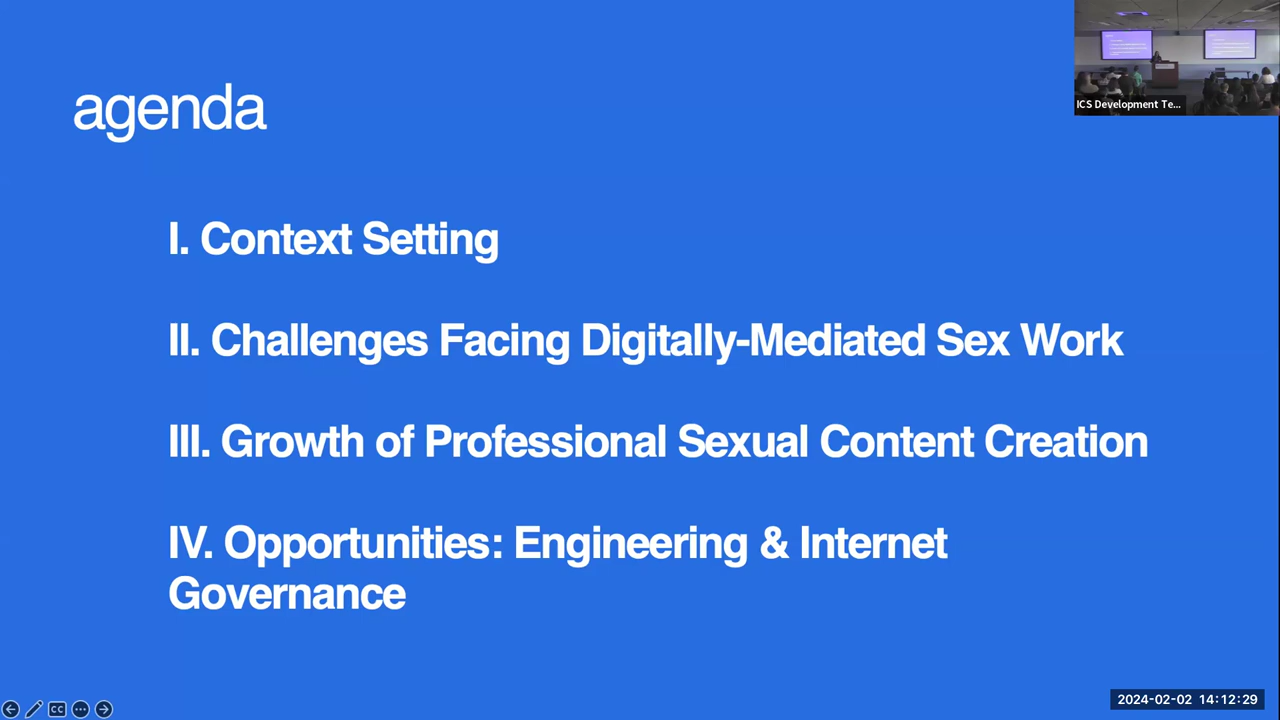 agenda
I. Context Setting
II. Challenges Facing Digitally-Mediated Sex Work
III. Growth of Professional Sexual Content Creation
IV. Opportunities: Engineering & Internet
Governance
ICS Development Te...
CC
2024-02-02 14:12:29